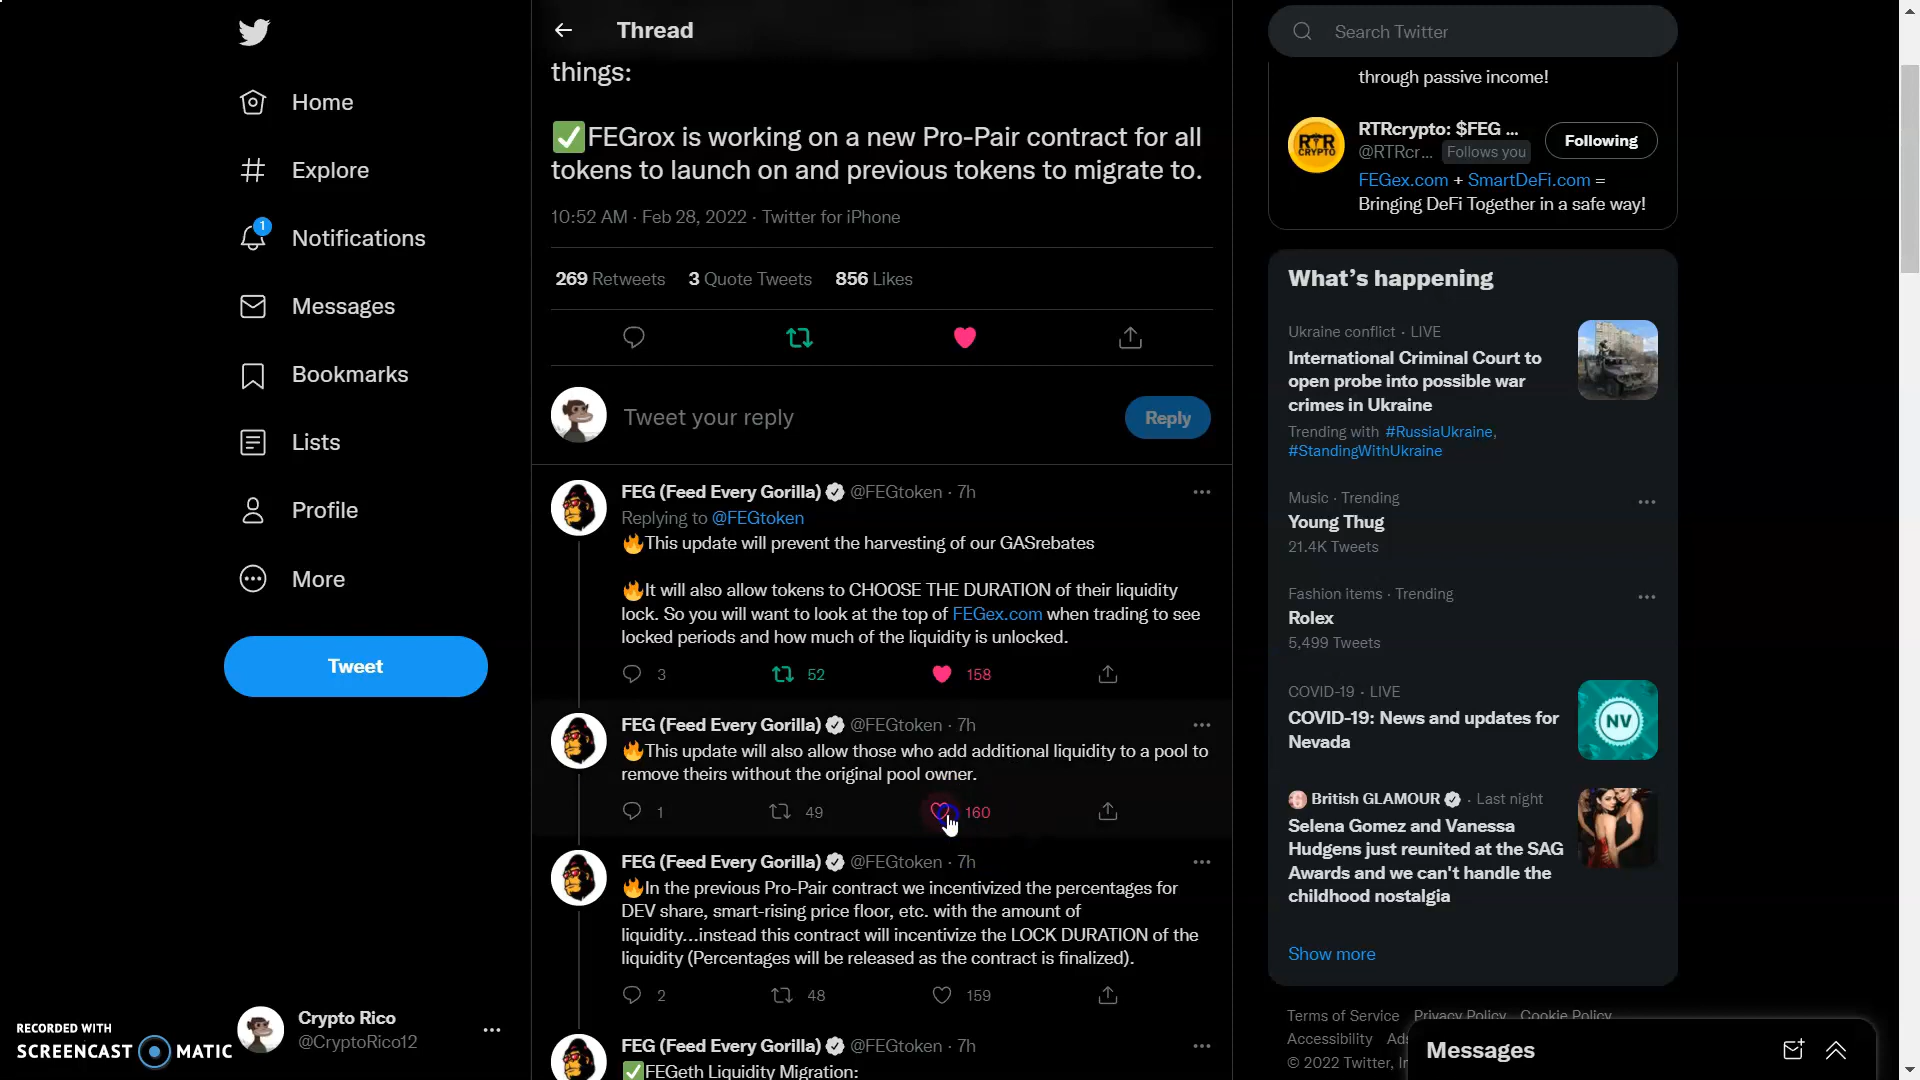 Home
Explore
1
Notifications
Messages
Bookmarks
Lists
Profile
More
Tweet
Crypto Rico
@CryptoRico12
RECORDED WITH
SCREENCAST MATIC
Thread
things:
✅FEGrox is working on a new Pro-Pair contract for all
tokens to launch on and previous tokens to migrate to.
10:52 AM · Feb 28, 2022 · Twitter for iPhone
269 Retweets 3 Quote Tweets 856 Likes
Tweet your reply
Reply
FEG (Feed Every Gorilla) @FEGtoken · 7h
Replying to @FEGtoken
🔥This update will prevent the harvesting of our GASrebates
🔥It will also allow tokens to CHOOSE THE DURATION of their liquidity
lock. So you will want to look at the top of FEGex.com when trading to see
locked periods and how much of the liquidity is unlocked.
3 52 158
FEG (Feed Every Gorilla) @FEGtoken · 7h
🔥This update will also allow those who add additional liquidity to a pool to
remove theirs without the original pool owner.
1 49 160
FEG (Feed Every Gorilla) @FEGtoken · 7h
🔥In the previous Pro-Pair contract we incentivized the percentages for
DEV share, smart-rising price floor, etc. with the amount of
liquidity...instead this contract will incentivize the LOCK DURATION of the
liquidity (Percentages will be released as the contract is finalized).
2 48 159
FEG (Feed Every Gorilla) @FEGtoken · 7h
✅FEGeth Liquidity Migration:
Search Twitter
through passive income!
RTR
CRYPTO
RTRcrypto: $FEG ...
@RTRcr... Follows you
Following
FEGex.com + SmartDeFi.com =
Bringing DeFi Together in a safe way!
What's happening
Ukraine conflict · LIVE
International Criminal Court to
open probe into possible war
crimes in Ukraine
Trending with #RussiaUkraine,
#StandingWithUkraine
Music · Trending
Young Thug
21.4K Tweets
Fashion items · Trending
Rolex
5,499 Tweets
COVID-19 · LIVE
COVID-19: News and updates for
Nevada
NV
British GLAMOUR · Last night
Selena Gomez and Vanessa
Hudgens just reunited at the SAG
Awards and we can't handle the
childhood nostalgia
Show more
Terms of Service Privacy Policy Cookie Policy
Accessibility
© 2022 Twitter,
Messages